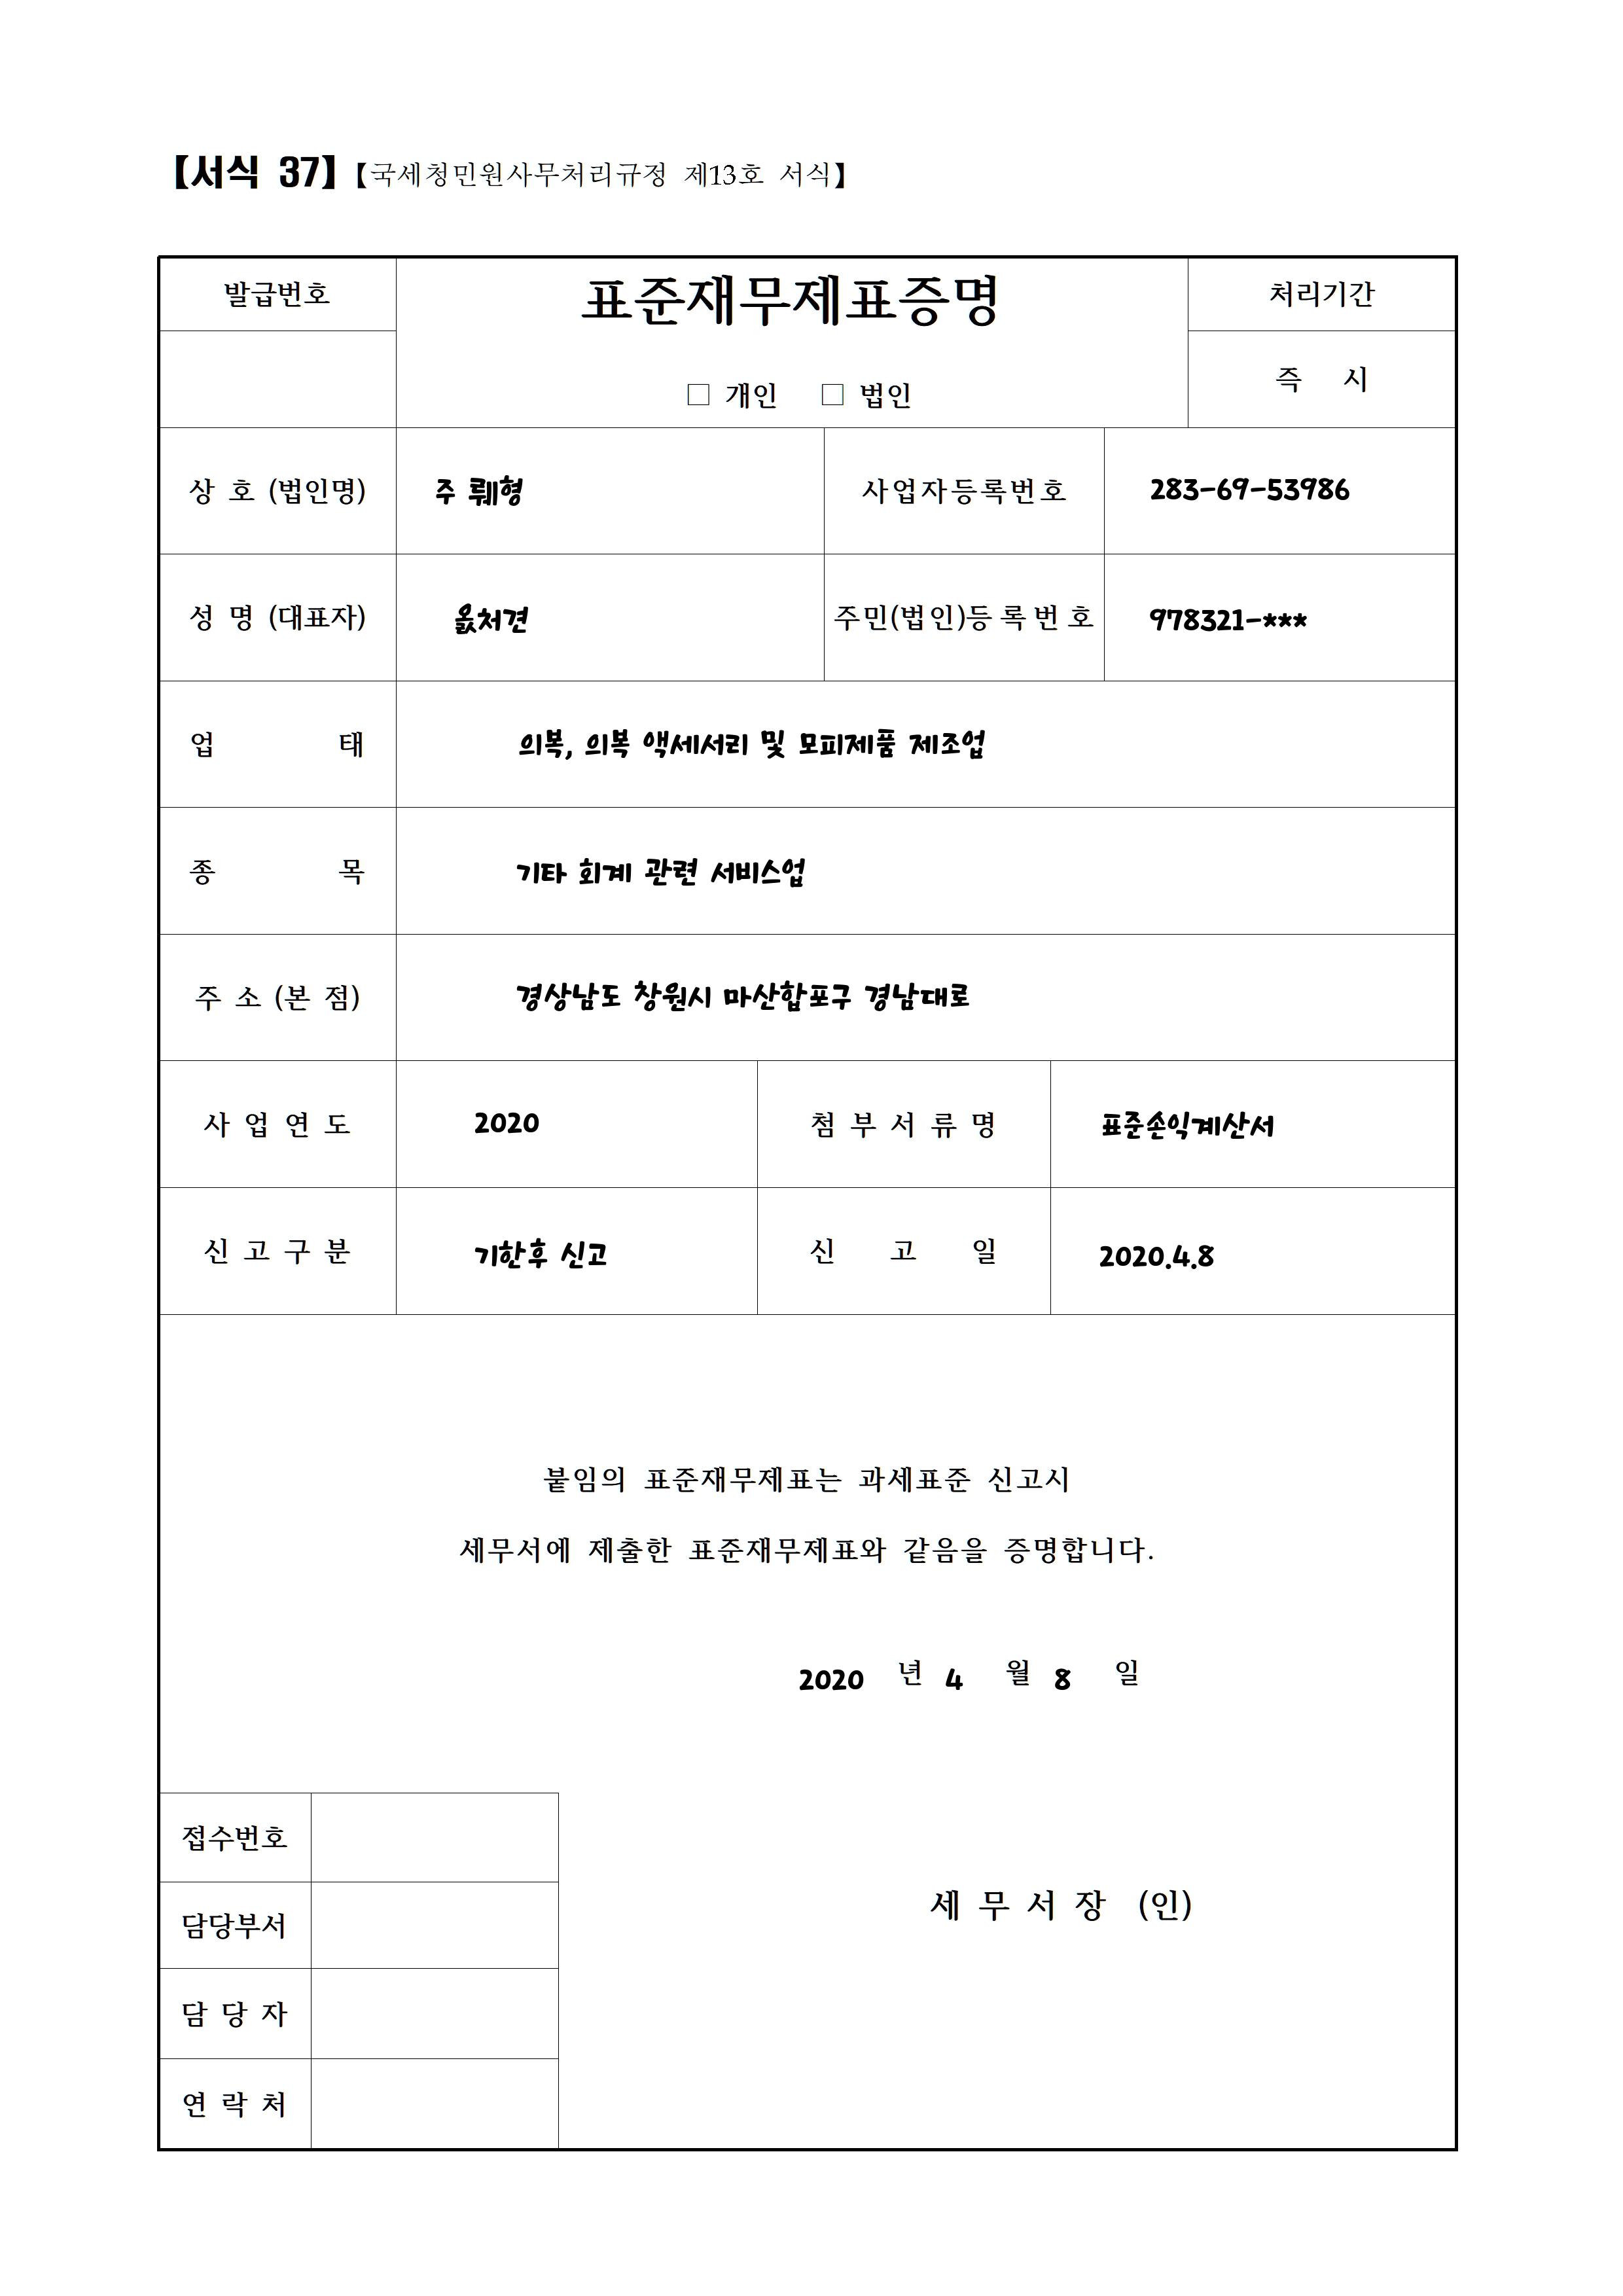 【서식 37】【국세청민원사무처리규정 제13호 서식】
발급번호
표준재무제표증명
처리기간
□ 개인 □ 법인
즉 시
상 호 (법인명) 주 뤠형 사업자등록번호 283-69-53986
성 명 (대표자) 옰처견 주민(법인)등록번호 978321-***
업 태 의복, 의복 액세서리 및 모피제품 제조업
종 목 기타 회계 관련 서비스업
주 소 (본 점) 경상남도 창원시 마산합포구 경남대로
사 업 연 도 2020 첨 부 서 류 명 표준손익계산서
신 고 구 분 기한후 신고 신 고 일 2020.4.8
붙임의 표준재무제표는 과세표준 신고시
세무서에 제출한 표준재무제표와 같음을 증명합니다.
2020 년 4 월 8 일
접수번호
담당부서
세 무 서 장 (인)
담 당 자
연 락 처